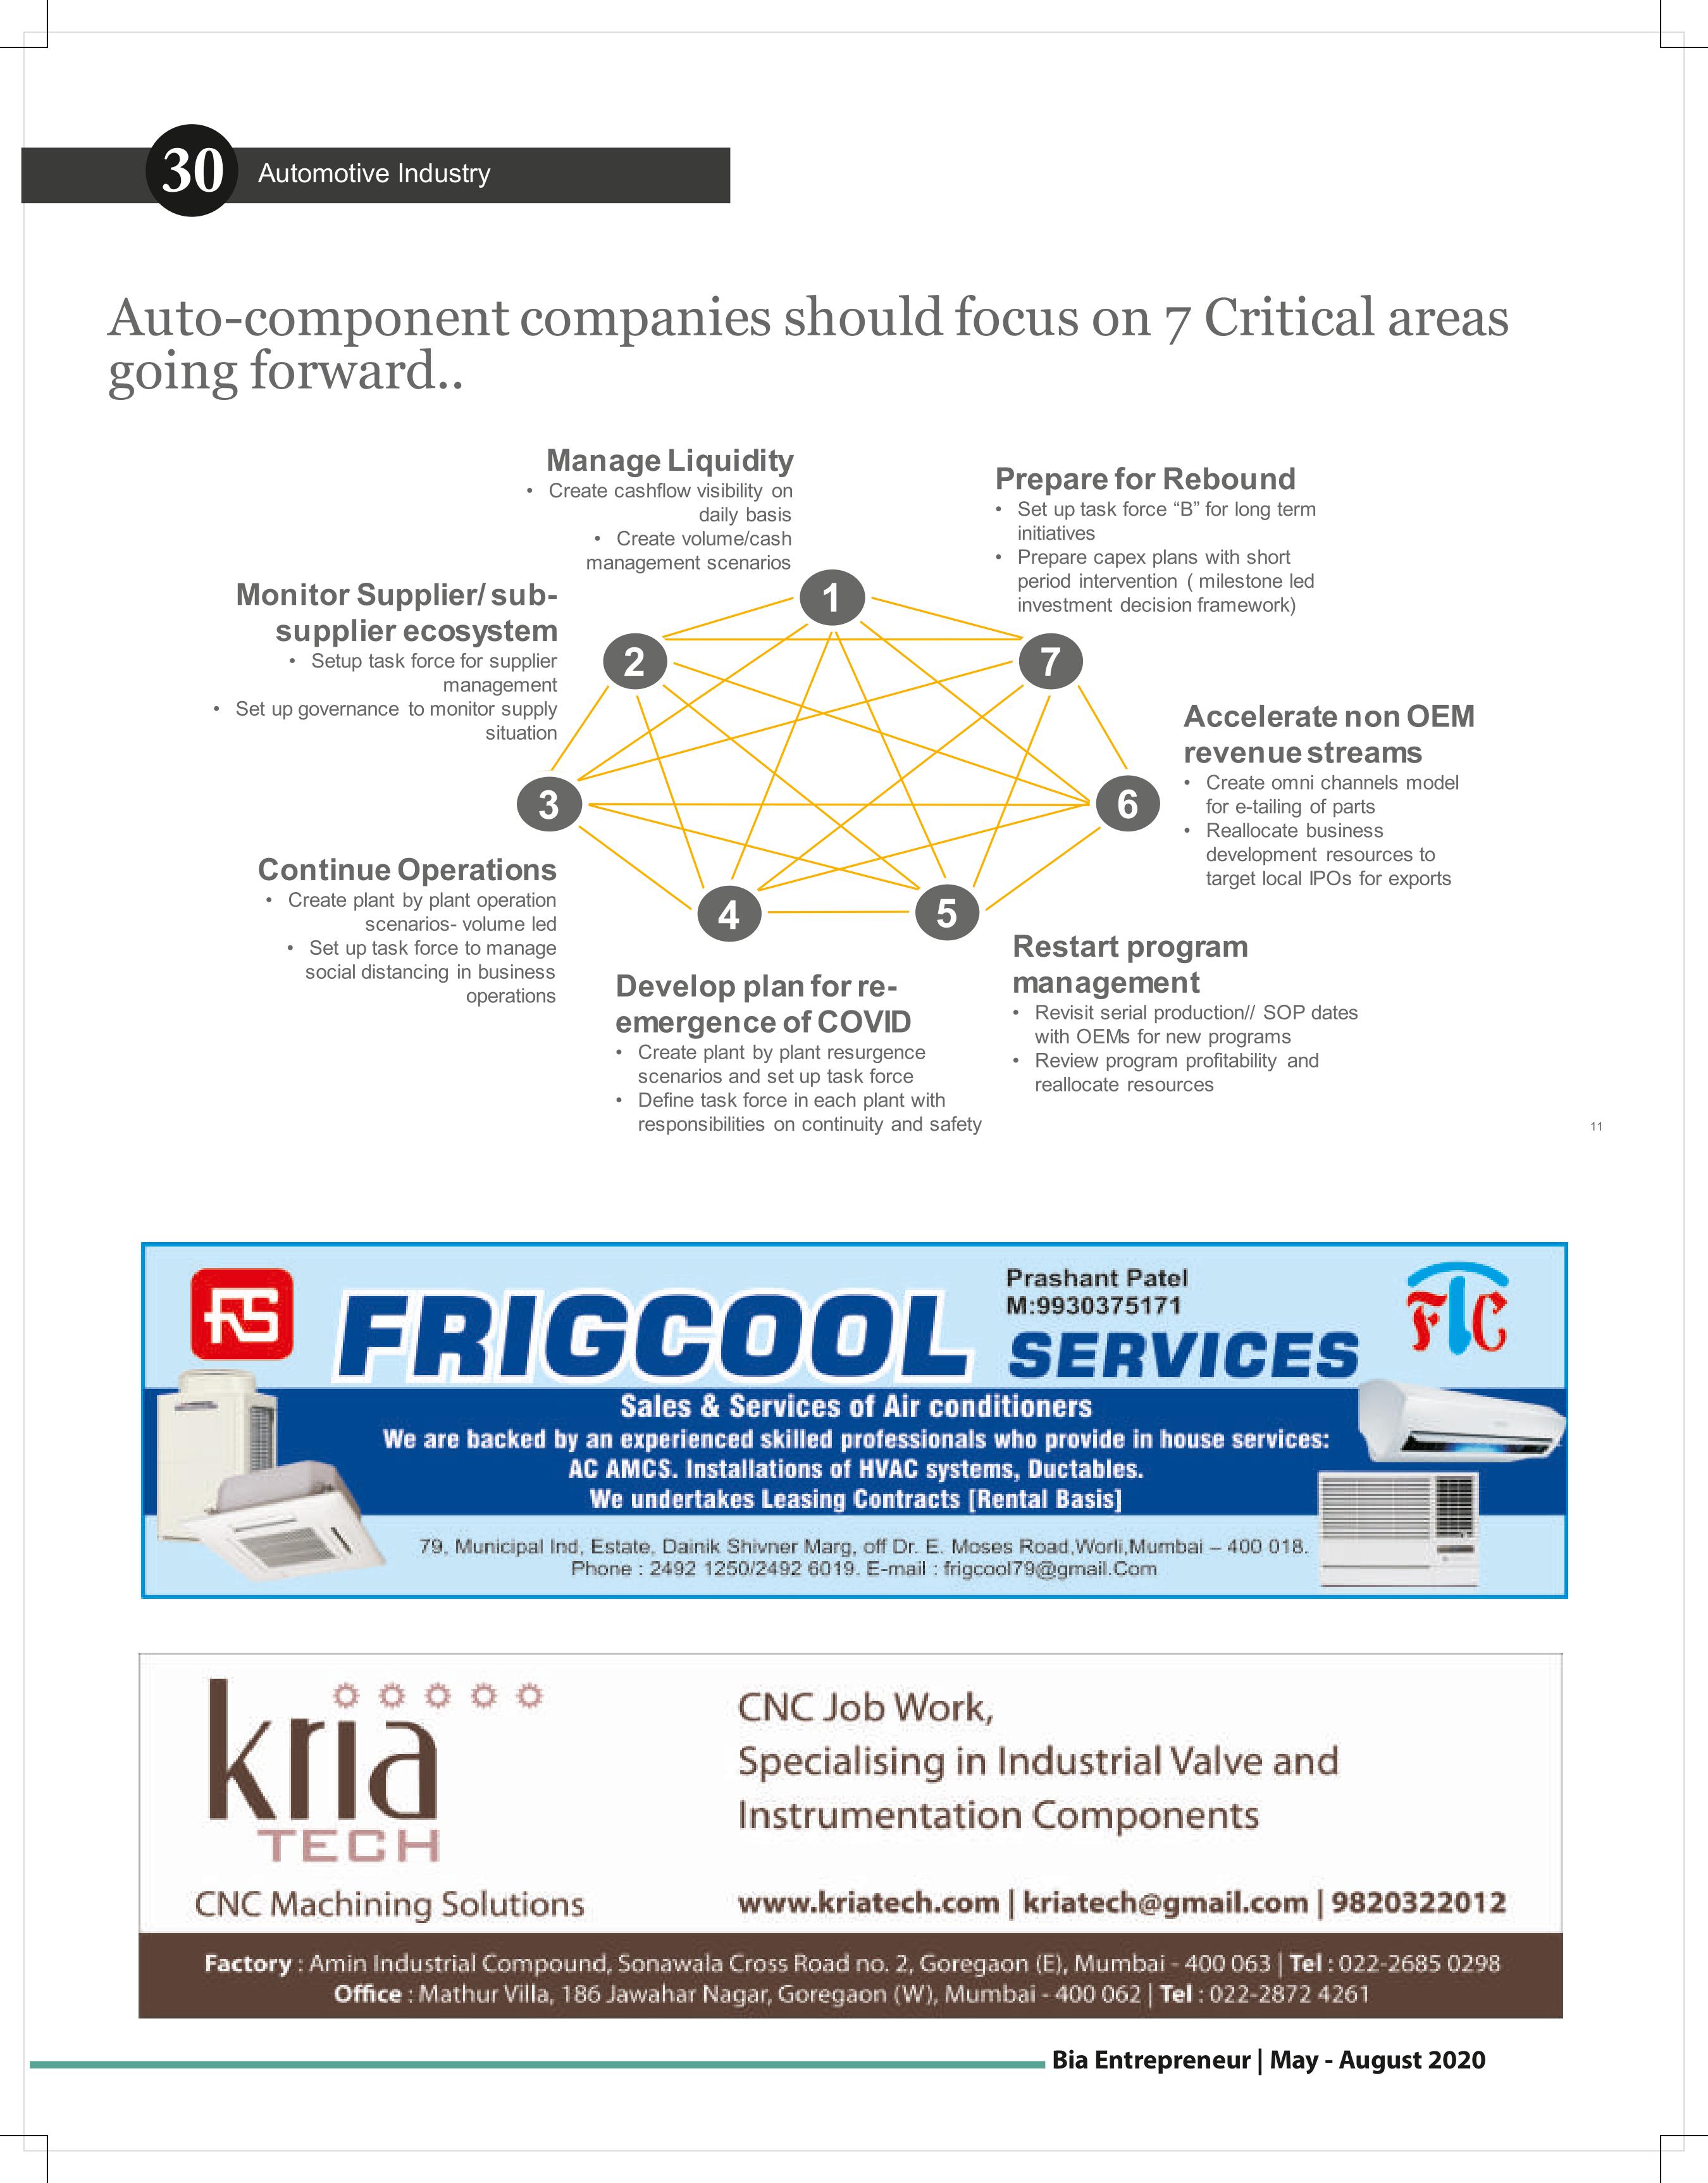 30
Automotive Industry
Auto-component companies should focus on 7 Critical areas
going forward..
Manage Liquidity
• Create cashflow visibility on
daily basis
• Create volume/cash
management scenarios
Prepare for Rebound
• Set up task force “B” for long term
initiatives
• Prepare capex plans with short
period intervention ( milestone led
investment decision framework)
Monitor Supplier/ sub-
supplier ecosystem
• Setup task force for supplier
management
• Set up governance to monitor supply
situation
1
2
7
Accelerate non OEM
revenue streams
• Create omni channels model
for e-tailing of parts
• Reallocate business
development resources to
target local IPOs for exports
3
6
Continue Operations
• Create plant by plant operation
scenarios- volume led
• Set up task force to manage
social distancing in business
operations
4
5
Develop plan for re-
emergence of COVID
• Create plant by plant resurgence
scenarios and set up task force
• Define task force in each plant with
responsibilities on continuity and safety
Restart program
management
• Revisit serial production// SOP dates
with OEMs for new programs
• Review program profitability and
reallocate resources
11
FS
FRIGCOOL
Prashant Patel
M:9930375171
SERVICES
FTC
Sales & Services of Air conditioners
We are backed by an experienced skilled professionals who provide in house services:
AC AMCS. Installations of HVAC systems, Ductables.
We undertakes Leasing Contracts [Rental Basis]
79, Municipal Ind, Estate, Dainik Shivner Marg, off Dr. E. Moses Road,Worli,Mumbai – 400 018.
Phone : 2492 1250/2492 6019. E-mail : frigcool79@gmail.Com
kria
TECH
CNC Machining Solutions
CNC Job Work,
Specialising in Industrial Valve and
Instrumentation Components
www.kriatech.com | kriatech@gmail.com | 9820322012
Factory : Amin Industrial Compound, Sonawala Cross Road no. 2, Goregaon (E), Mumbai - 400 063 | Tel : 022-2685 0298
Office : Mathur Villa, 186 Jawahar Nagar, Goregaon (W), Mumbai - 400 062 | Tel : 022-2872 4261
Bia Entrepreneur | May - August 2020